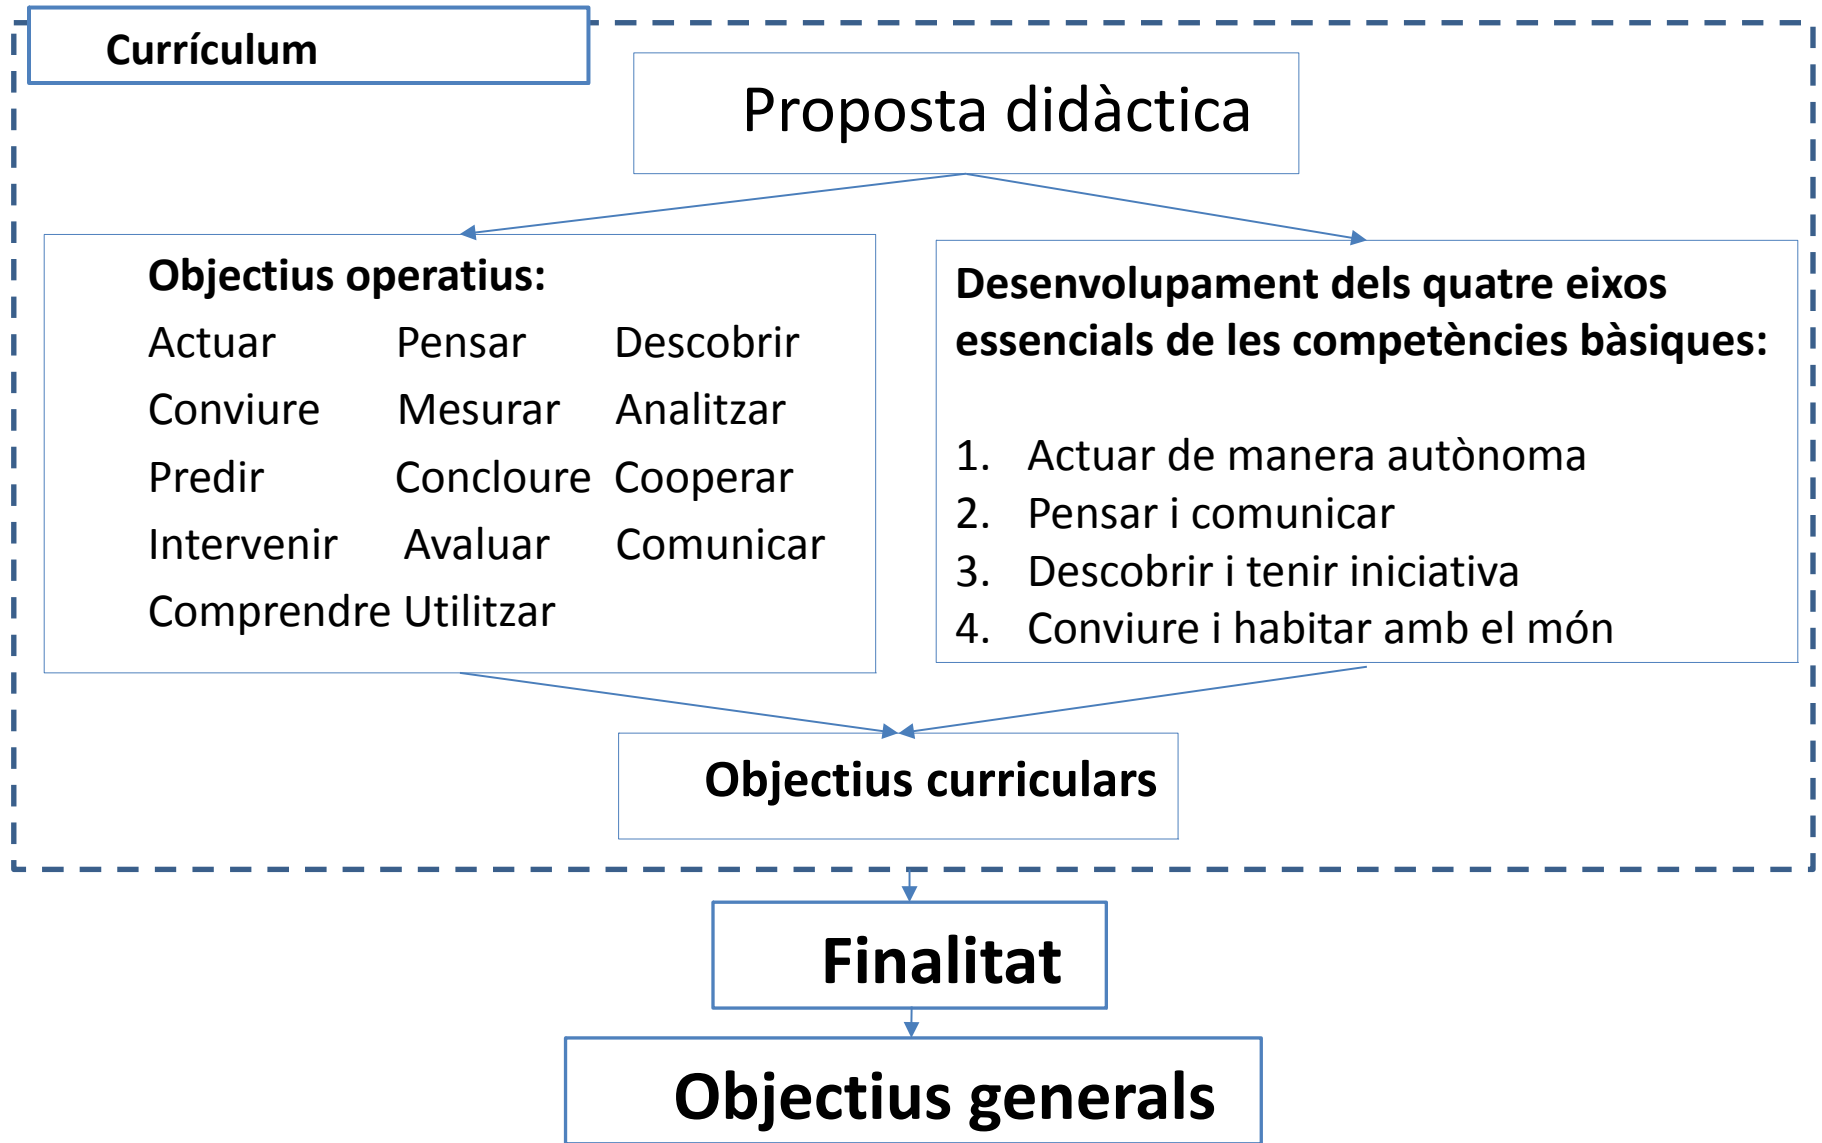 Currículum
Proposta didàctica
Objectius operatius:
Actuar Pensar Descobrir
Conviure Mesurar Analitzar
Predir Concloure Cooperar
Intervenir Avaluar Comunicar
Comprendre Utilitzar
Desenvolupament dels quatre eixos
essencials de les competències bàsiques:
1. Actuar de manera autònoma
2. Pensar i comunicar
3. Descobrir i tenir iniciativa
4. Conviure i habitar amb el món
Objectius curriculars
Finalitat
Objectius generals